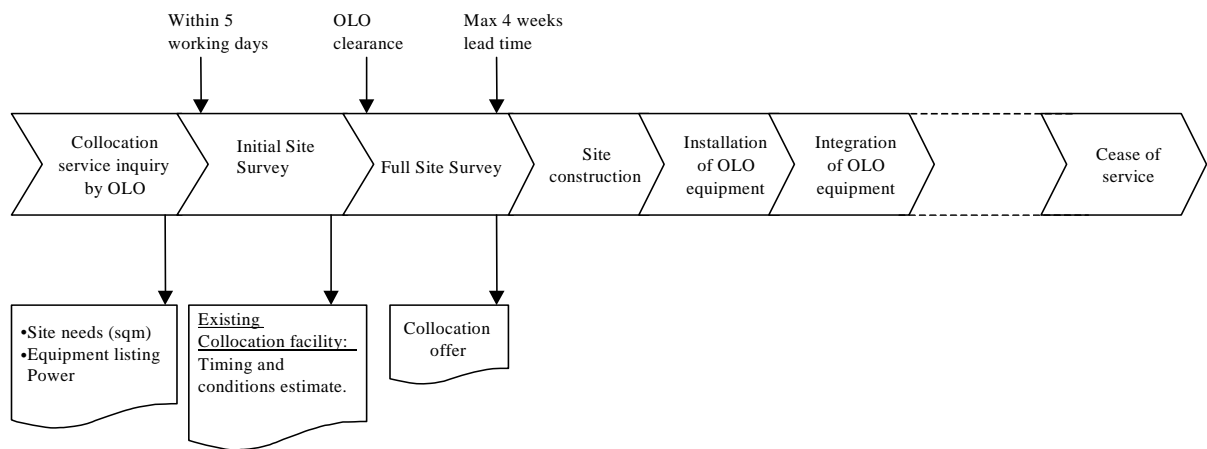 Within 5
working days
OLO
clearance
Max 4 weeks
lead time
Collocation
service inquiry
by OLO
Initial Site
Survey
Full Site Survey
Site
construction
Installation
of OLO
equipment
Integration
of OLO
equipment
Cease of
service
•Site needs (sqm)
•Equipment listing
Power
Existing
Collocation facility:
Timing and
conditions estimate.
Collocation
offer